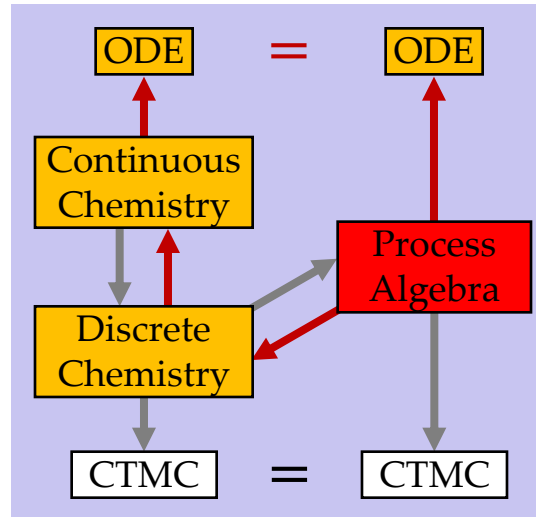 ODE = ODE
Continuous
Chemistry
Process
Algebra
Discrete
Chemistry
CTMC = CTMC